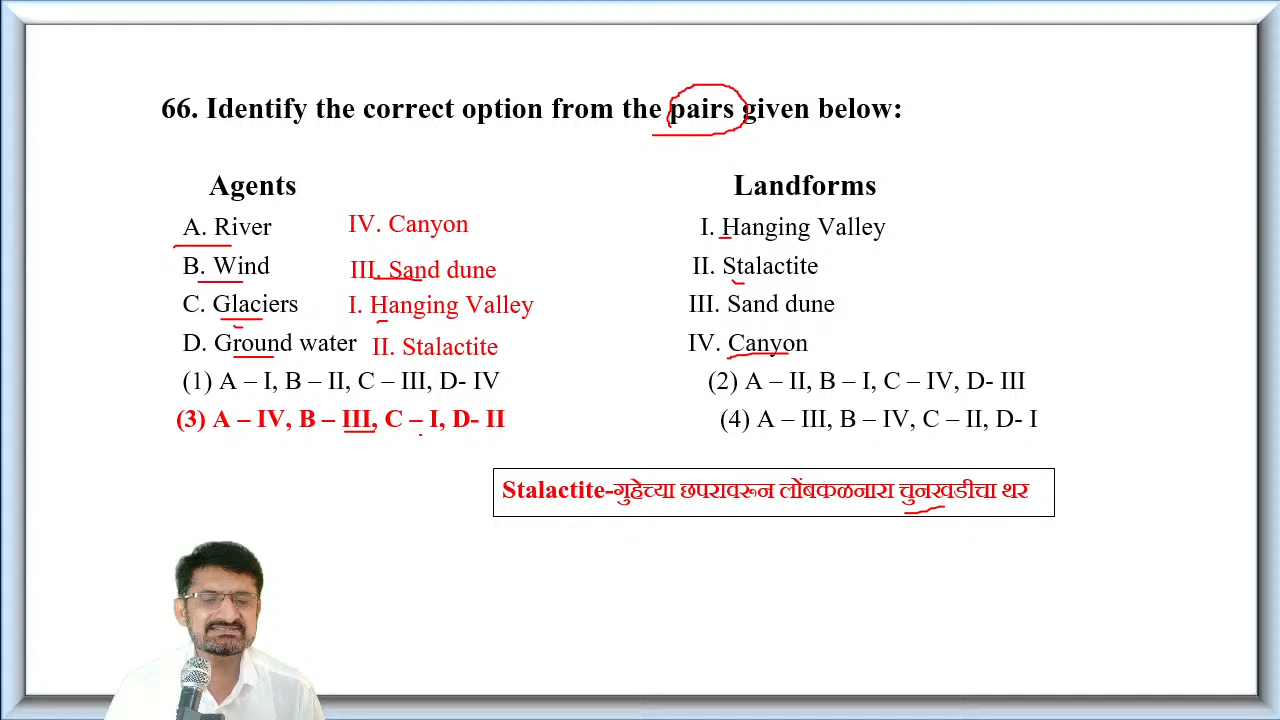 66. Identify the correct option from the pairs given below:
Agents Landforms
A. River IV. Canyon I. Hanging Valley
B. Wind III. Sand dune II. Stalactite
C. Glaciers I. Hanging Valley III. Sand dune
D. Ground water II. Stalactite IV. Canyon
(1) A – I, B – II, C – III, D- IV (2) A – II, B – I, C – IV, D- III
(3) A – IV, B – III, C – I, D- II (4) A – III, B – IV, C – II, D- I
Stalactite-गुहेच्या छपरावरून लोंबकळनारा चुनखडीचा थर